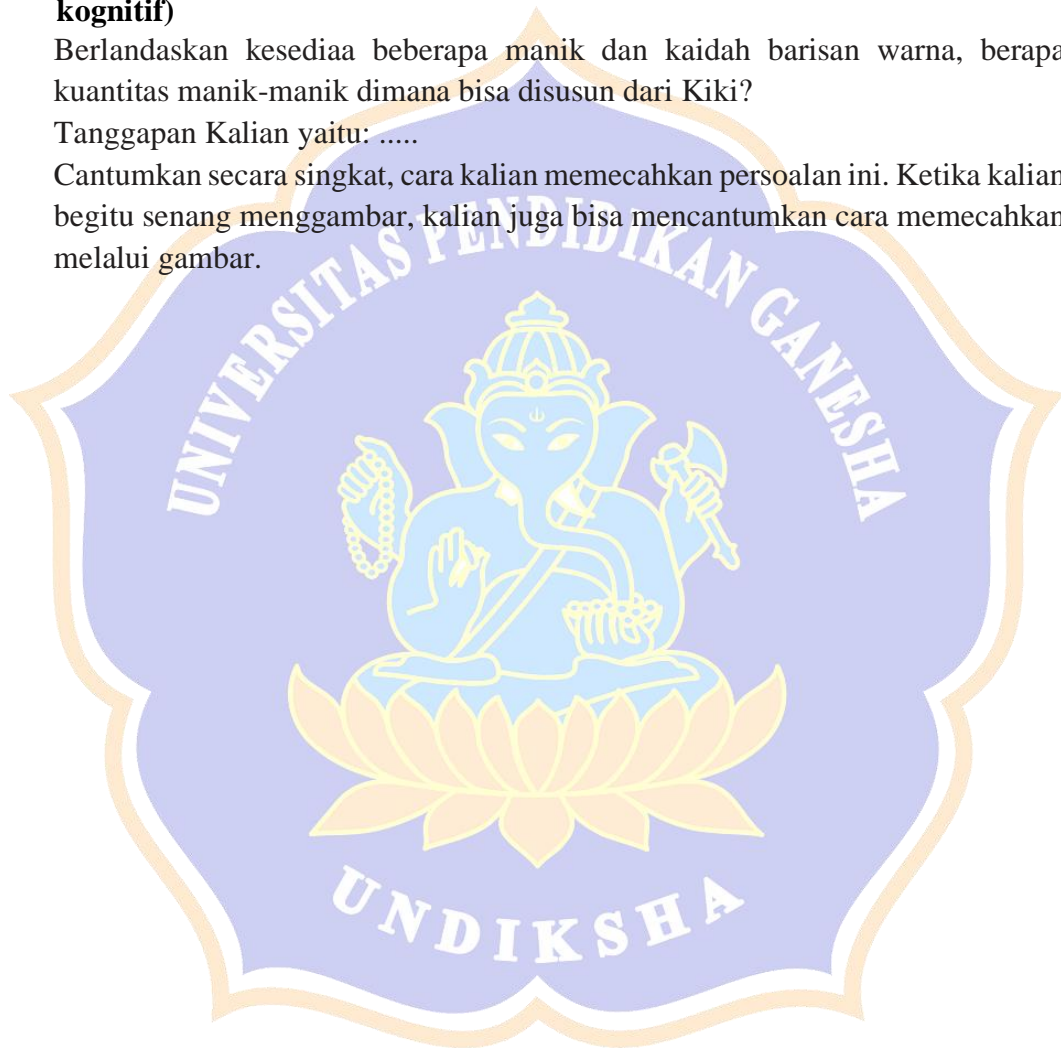 kognitif)
Berlandaskan kesediaa beberapa manik dan kaidah barisan warna, berapa
kuantitas manik-manik dimana bisa disusun dari Kiki?
Tanggapan Kalian yaitu: .....
Cantumkan secara singkat, cara kalian memecahkan persoalan ini. Ketika kalian
begitu senang menggambar, kalian juga bisa mencantumkan cara memecahkan
melalui gambar.
UNIVERSITAS PENDIDIKAN GANESHA
UNDIKSHA